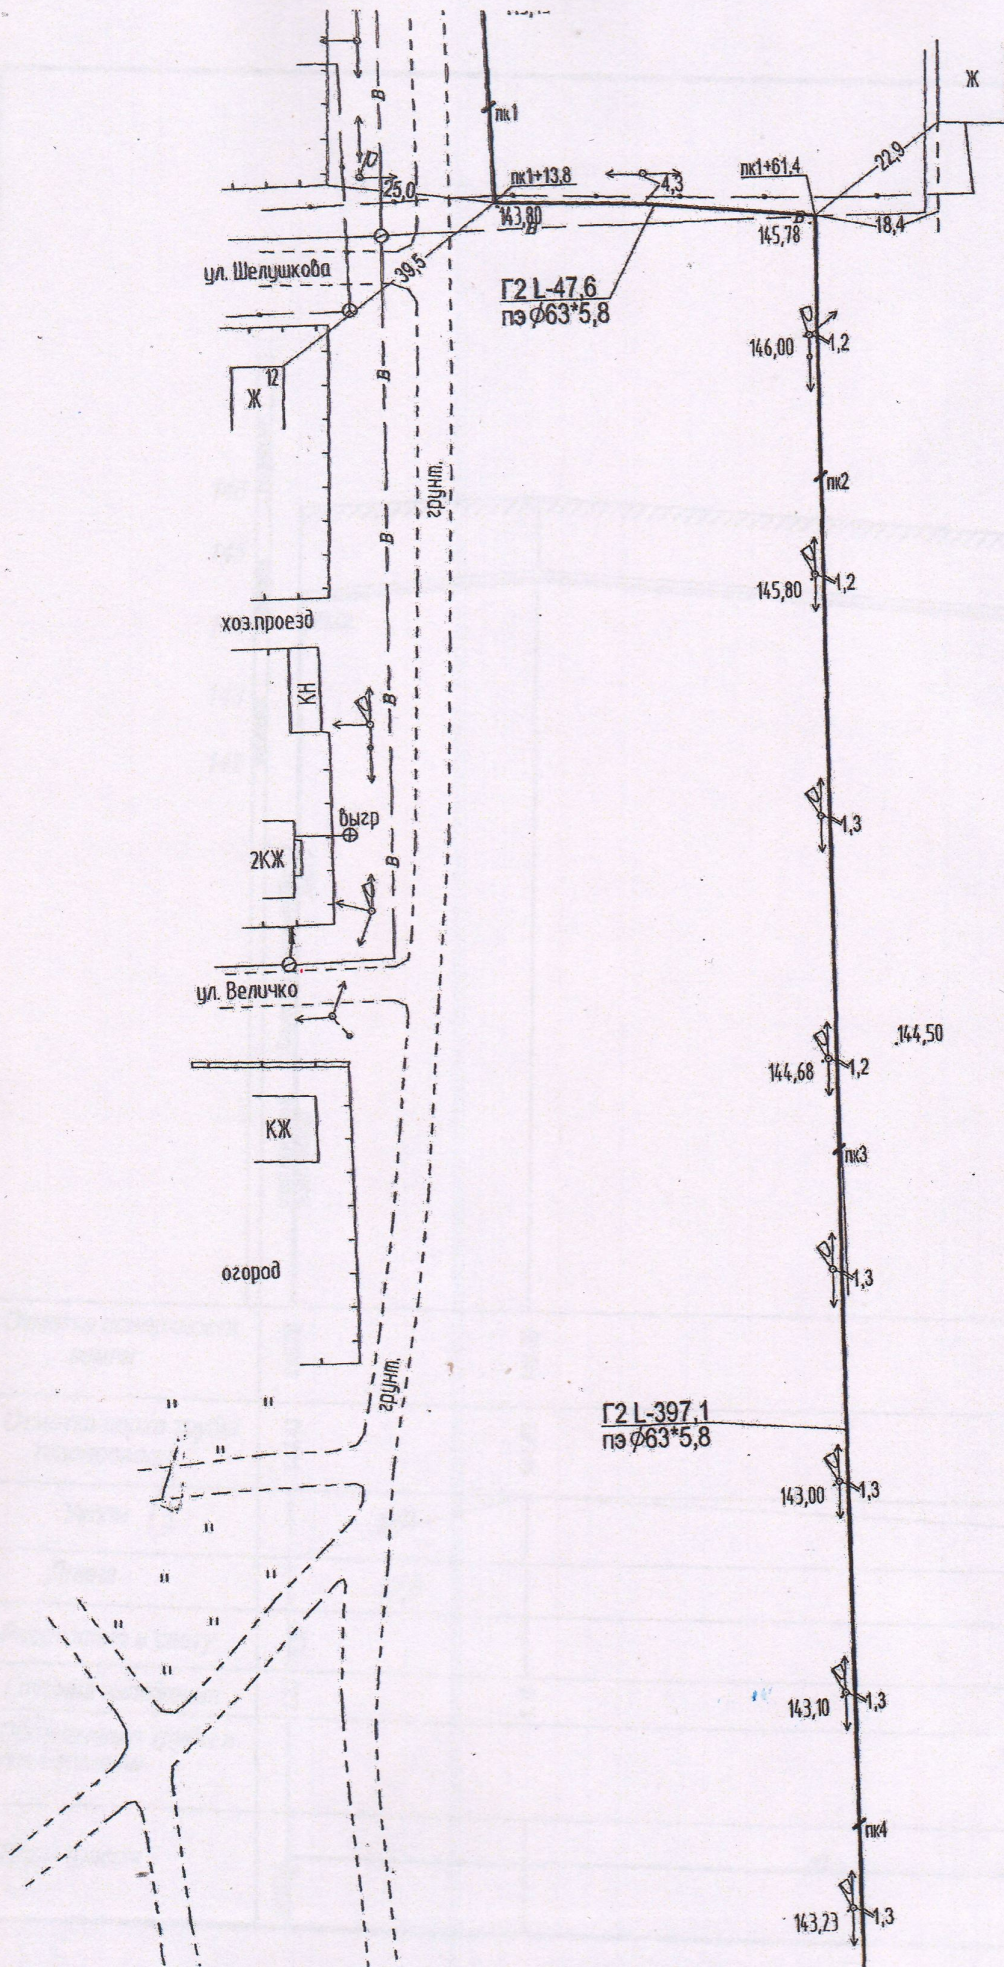 Ж
В
пк1
22,9
пк1+61,4
пк1+13,8
4,3
25,0
143,80
В
В
18,4
145,78
39,5
ул. Шелушкова
Г2 L-47,6
пэ ϕ63*5,8
1,2
146,00
12
Ж
В
грунт.
пк2
В
145,80
1,2
хоз.проезд
КН
В
выгр
1,3
2КЖ
В
ул. Величко
144,50
144,68
1,2
КЖ
пк3
огород
1,3
грунт.
Г2 L-397,1
пэ ϕ63*5,8
143,00
1,3
143,10
1,3
пк4
143,23
1,3